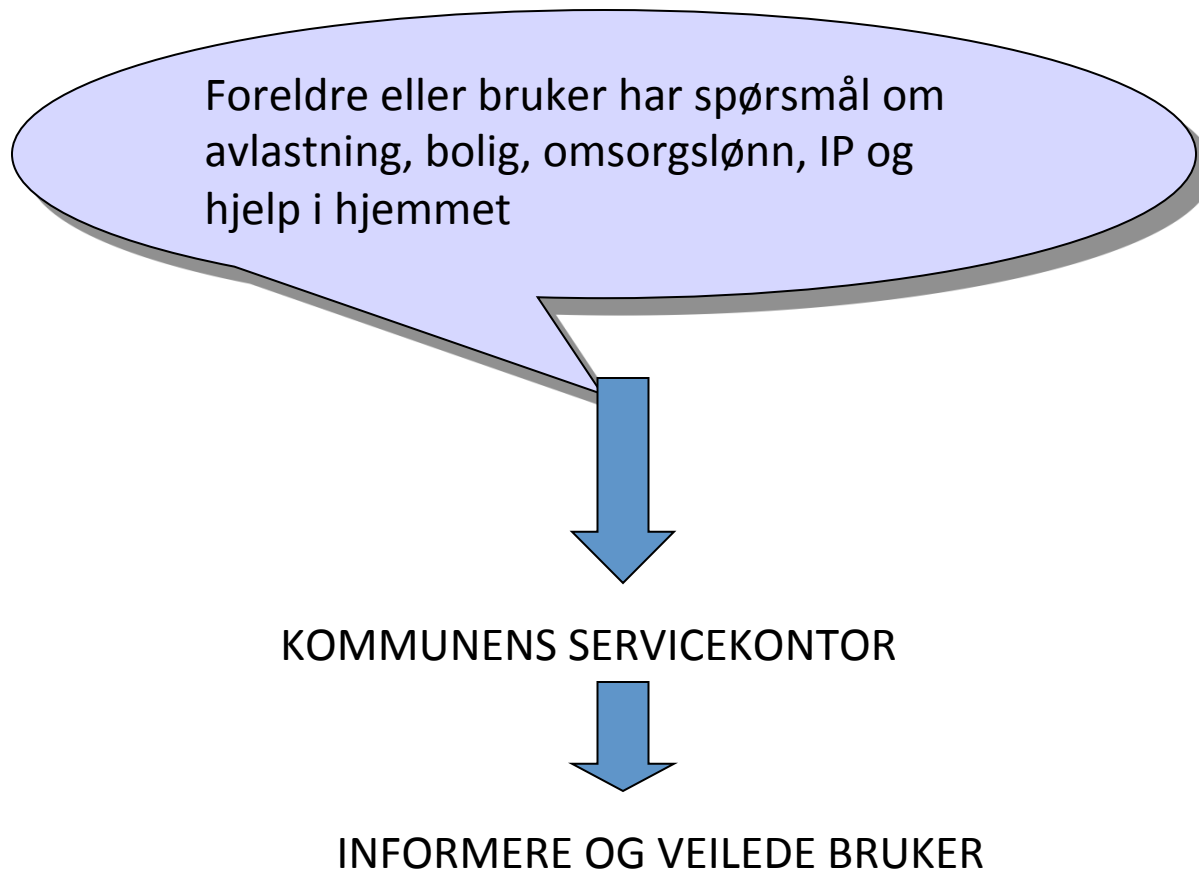 Foreldre eller bruker har spørsmål om
avlastning, bolig, omsorgslønn, IP og
hjelp i hjemmet
KOMMUNENS SERVICEKONTOR
INFORMERE OG VEILEDE BRUKER